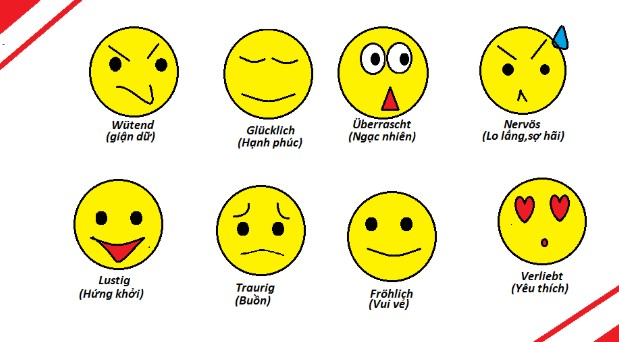 Wütend
(giận dữ)
Glücklich
(Hạnh phúc)
Überrascht
(Ngạc nhiên)
Nervös
(Lo lắng,sợ hãi)
Lustig
(Hứng khởi)
Traurig
(Buồn)
Fröhlich
(Vui vẻ)
Verliebt
(Yêu thích)